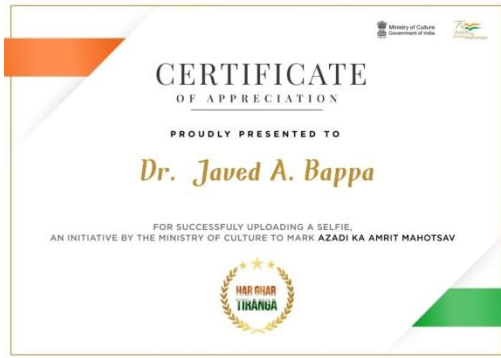 Ministry of Culture
Government of India
CERTIFICATE
OF APPRECIATION
PROUDLY PRESENTED TO
Dr. Javed A. Bappa
FOR SUCCESSFULY UPLOADING A SELFIE,
AN INITIATIVE BY THE MINISTRY OF CULTURE TO MARK AZADI KA AMRIT MAHOTSAV
HAR GHAR
TIRANGA